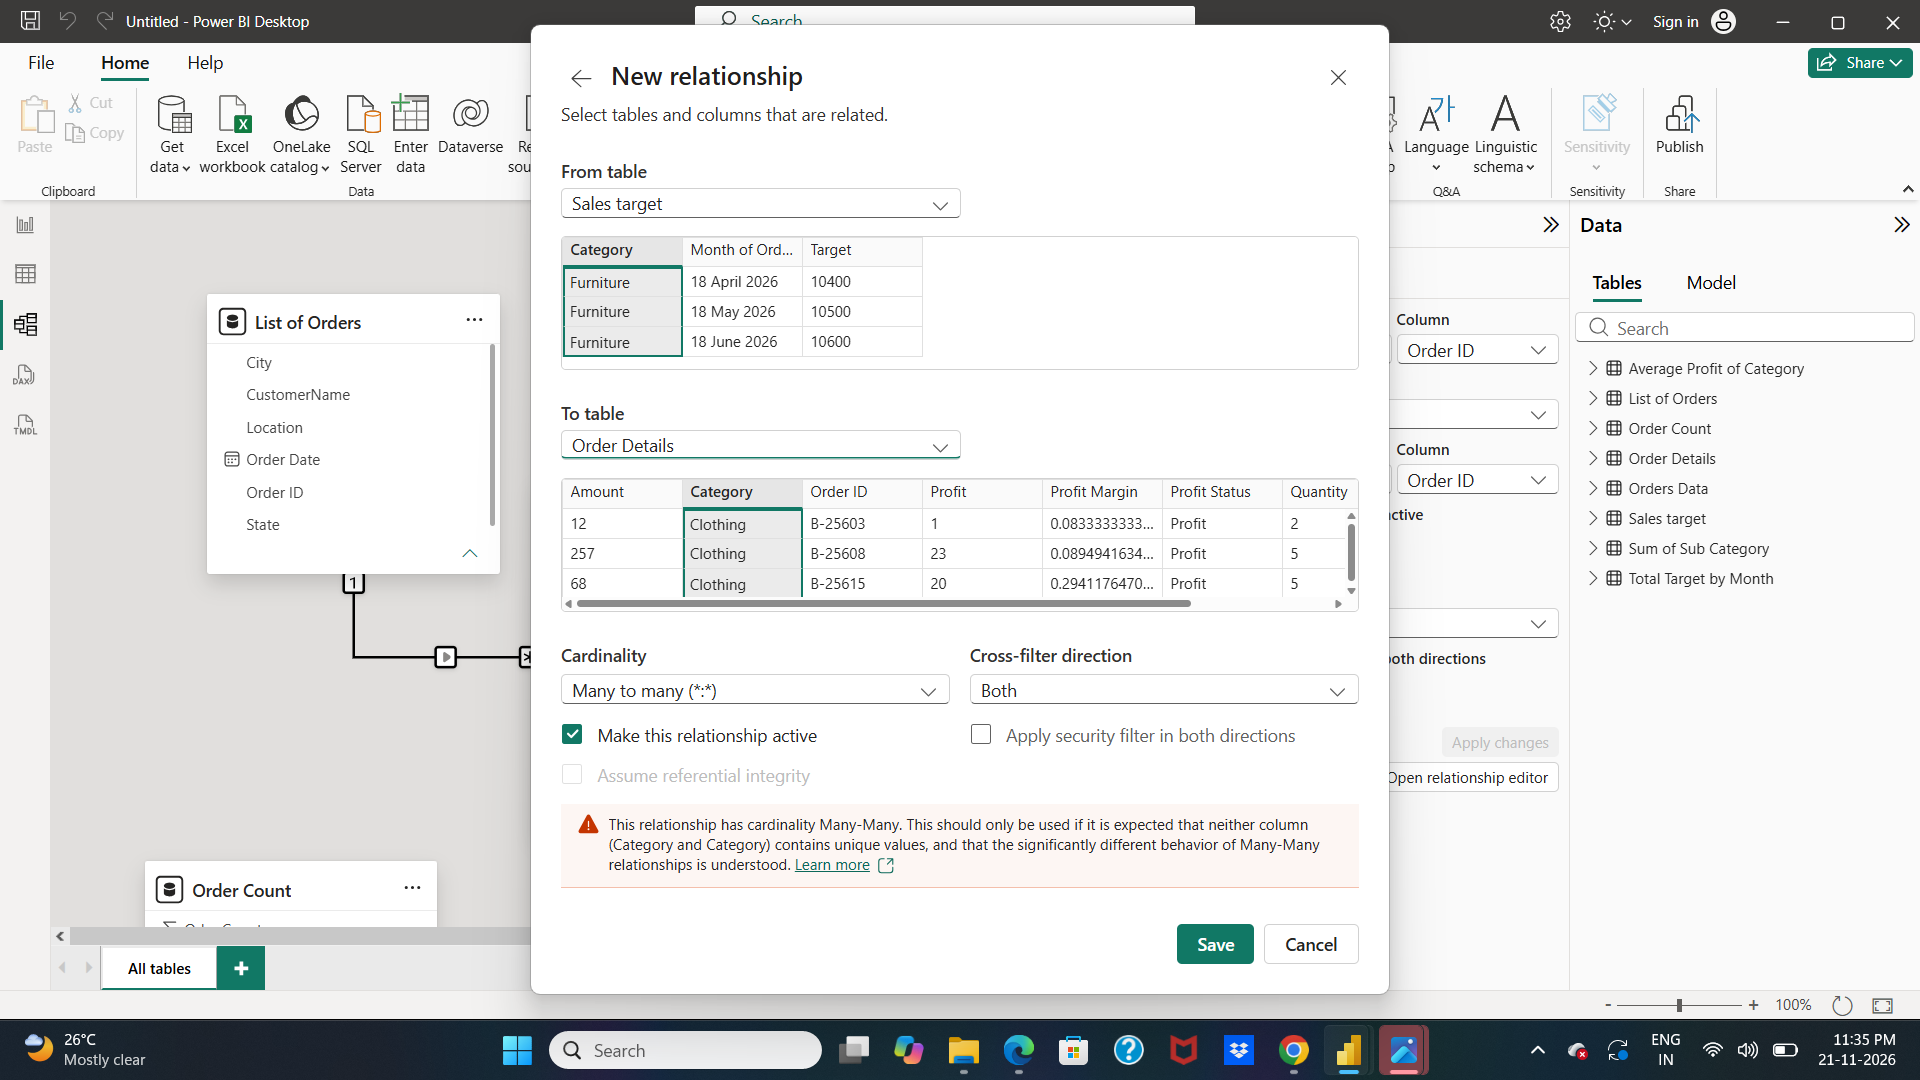 Untitled - Power BI Desktop
Search
Sign in
File
Home
Help
Share
Paste
Cut
Copy
Clipboard
Get data
Excel workbook
OneLake catalog
SQL Server
Enter data
Dataverse
Data
Language
Linguistic schema
Q&A
Sensitivity
Sensitivity
Publish
Share
List of Orders
City
CustomerName
Location
Order Date
Order ID
State
1
Order Count
All tables
New relationship
Select tables and columns that are related.
From table
Sales target
Category Month of Ord... Target
Furniture 18 April 2026 10400
Furniture 18 May 2026 10500
Furniture 18 June 2026 10600
To table
Order Details
Amount Category Order ID Profit Profit Margin Profit Status Quantity
12 Clothing B-25603 1 0.0833333333... Profit 2
257 Clothing B-25608 23 0.0894941634... Profit 5
68 Clothing B-25615 20 0.2941176470... Profit 5
Cardinality
Many to many (*:*)
Cross-filter direction
Both
Make this relationship active
Apply security filter in both directions
Assume referential integrity
This relationship has cardinality Many-Many. This should only be used if it is expected that neither column
(Category and Category) contains unique values, and that the significantly different behavior of Many-Many
relationships is understood. Learn more
Save
Cancel
Column
Order ID
Column
Order ID
ctive
oth directions
Apply changes
Open relationship editor
Data
Tables
Model
Search
Average Profit of Category
List of Orders
Order Count
Order Details
Orders Data
Sales target
Sum of Sub Category
Total Target by Month
- + 100%
26°C
Mostly clear
Search
ENG
IN
11:35 PM
21-11-2026